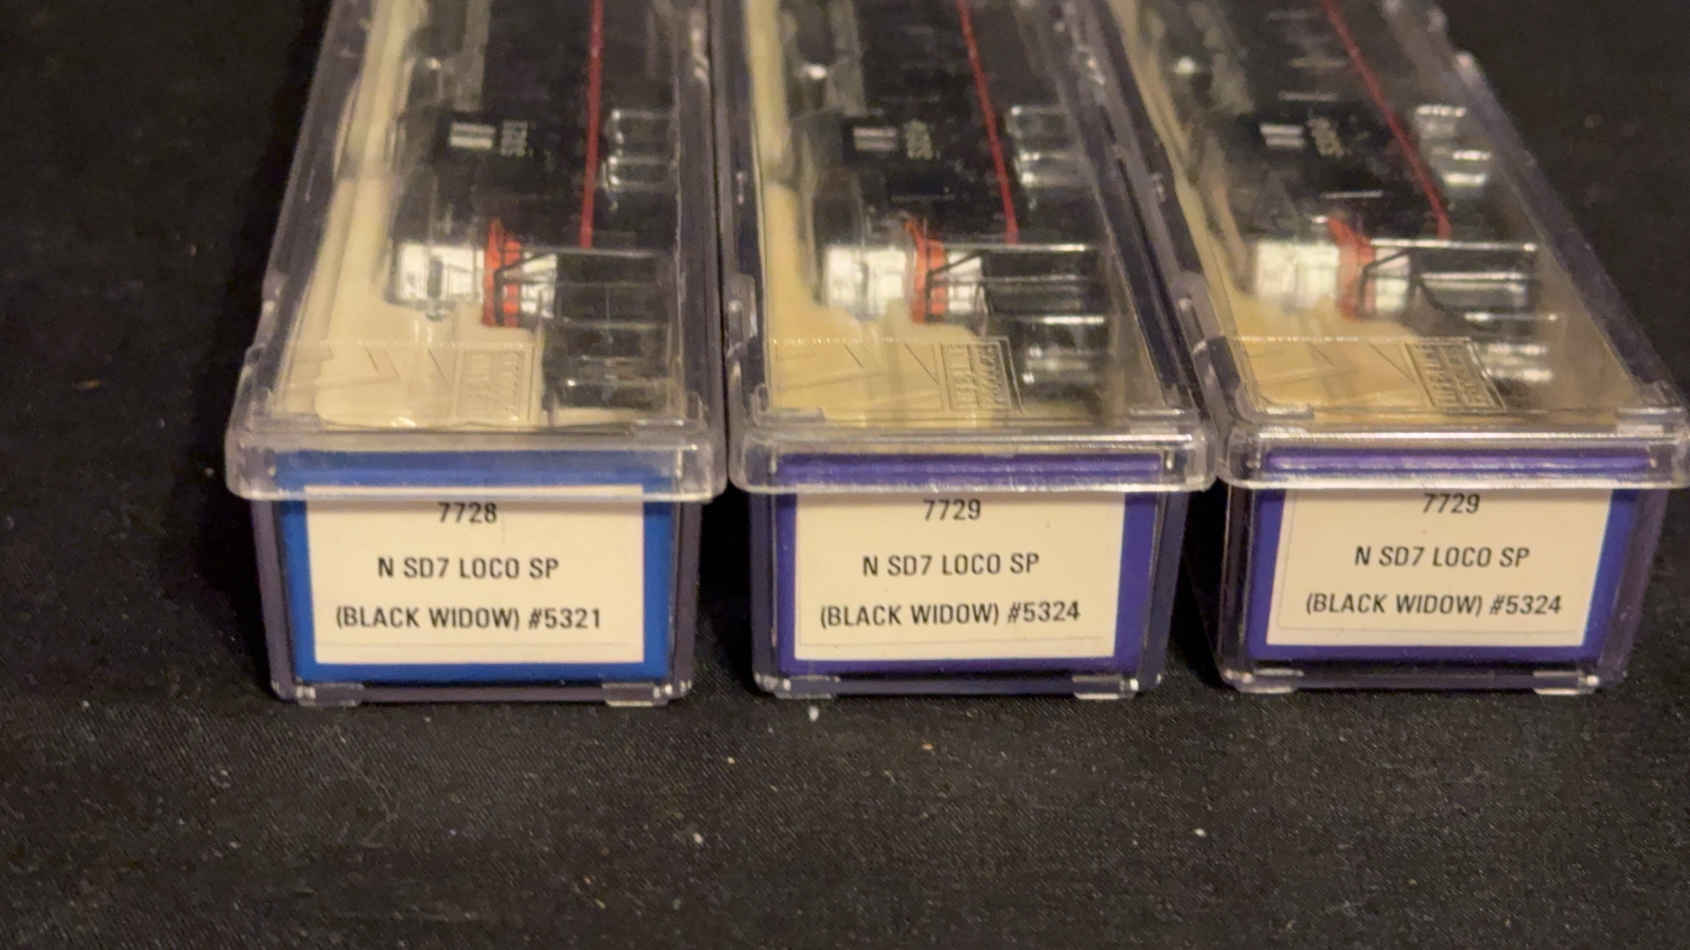 7728
N SD7 LOCO SP
(BLACK WIDOW) #5321
7729
N SD7 LOCO SP
(BLACK WIDOW) #5324
7729
N SD7 LOCO SP
(BLACK WIDOW) #5324